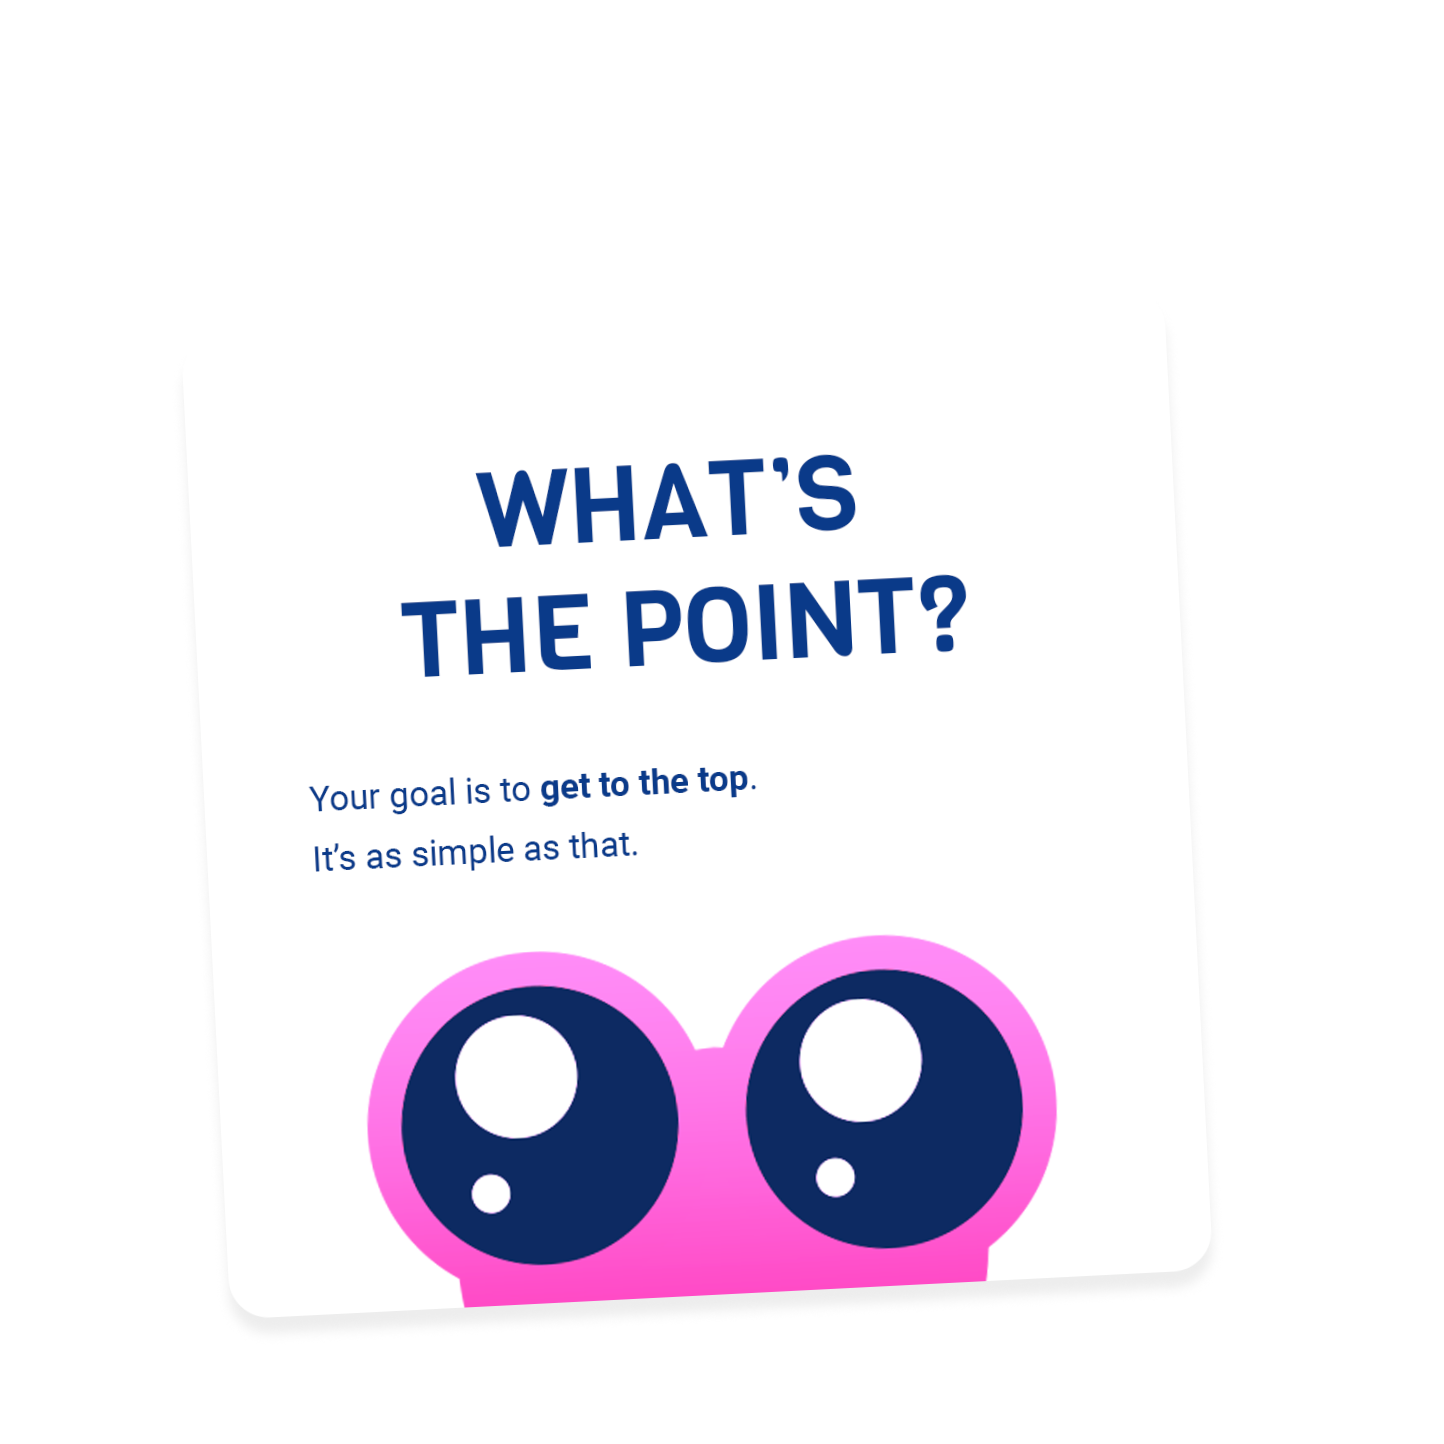 WHAT’S
THE POINT?
Your goal is to get to the top.
It’s as simple as that.